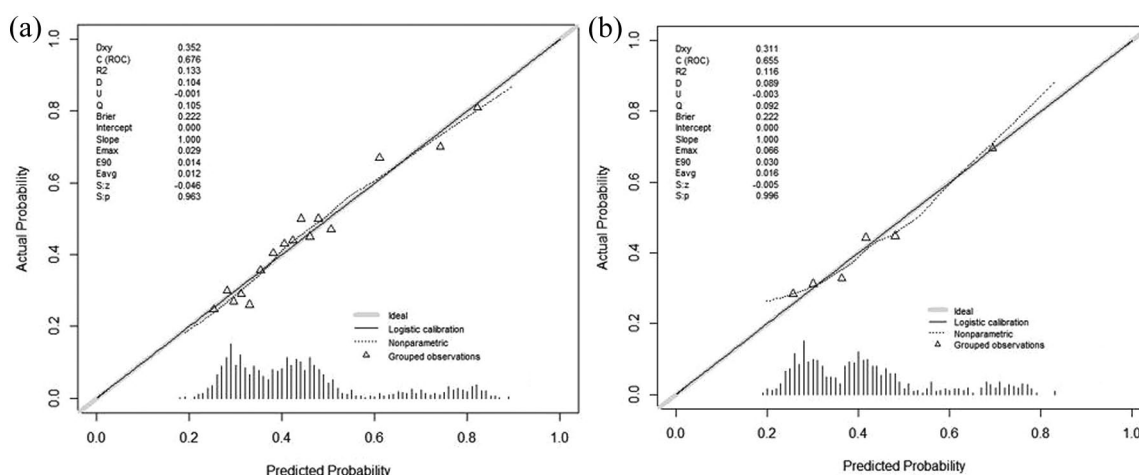 (a)
Dxy 0.352
C (ROC) 0.676
R2 0.133
D 0.104
U -0.001
Q 0.105
Brier 0.222
Intercept 0.000
Slope 1.000
Emax 0.029
E90 0.014
Eavg 0.012
S:z -0.046
S:p 0.963
Actual Probability
1.0
0.8
0.6
0.4
0.2
0.0
Ideal
Logistic calibration
Nonparametric
Grouped observations
0.0 0.2 0.4 0.6 0.8 1.0
Predicted Probability
(b)
Dxy 0.311
C (ROC) 0.655
R2 0.116
D 0.089
U -0.003
Q 0.092
Brier 0.222
Intercept 0.000
Slope 1.000
Emax 0.066
E90 0.030
Eavg 0.016
S:z -0.005
S:p 0.996
Actual Probability
1.0
0.8
0.6
0.4
0.2
0.0
Ideal
Logistic calibration
Nonparametric
Grouped observations
0.0 0.2 0.4 0.6 0.8 1.0
Predicted Probability